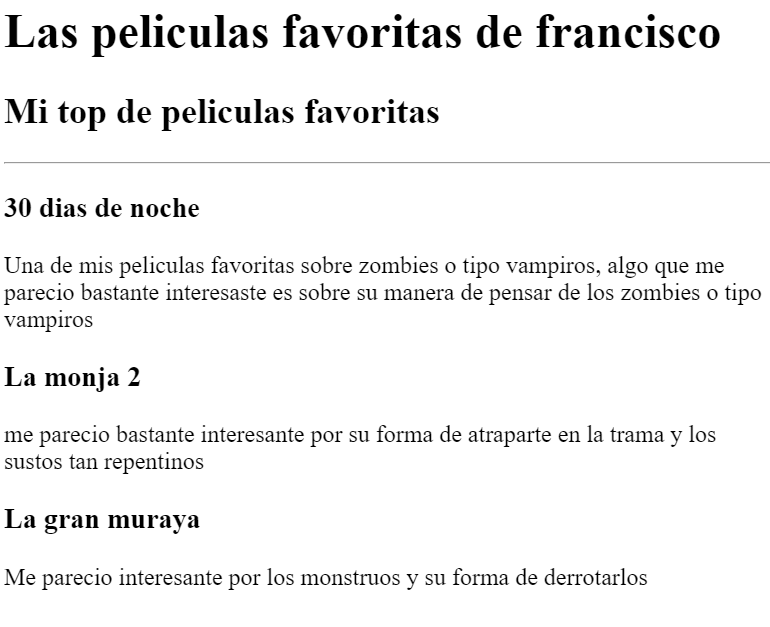 Las peliculas favoritas de francisco
Mi top de peliculas favoritas
30 dias de noche
Una de mis peliculas favoritas sobre zombies o tipo vampiros, algo que me
parecio bastante interesaste es sobre su manera de pensar de los zombies o tipo
vampiros
La monja 2
me parecio bastante interesante por su forma de atraparte en la trama y los
sustos tan repentinos
La gran muraya
Me parecio interesante por los monstruos y su forma de derrotarlos